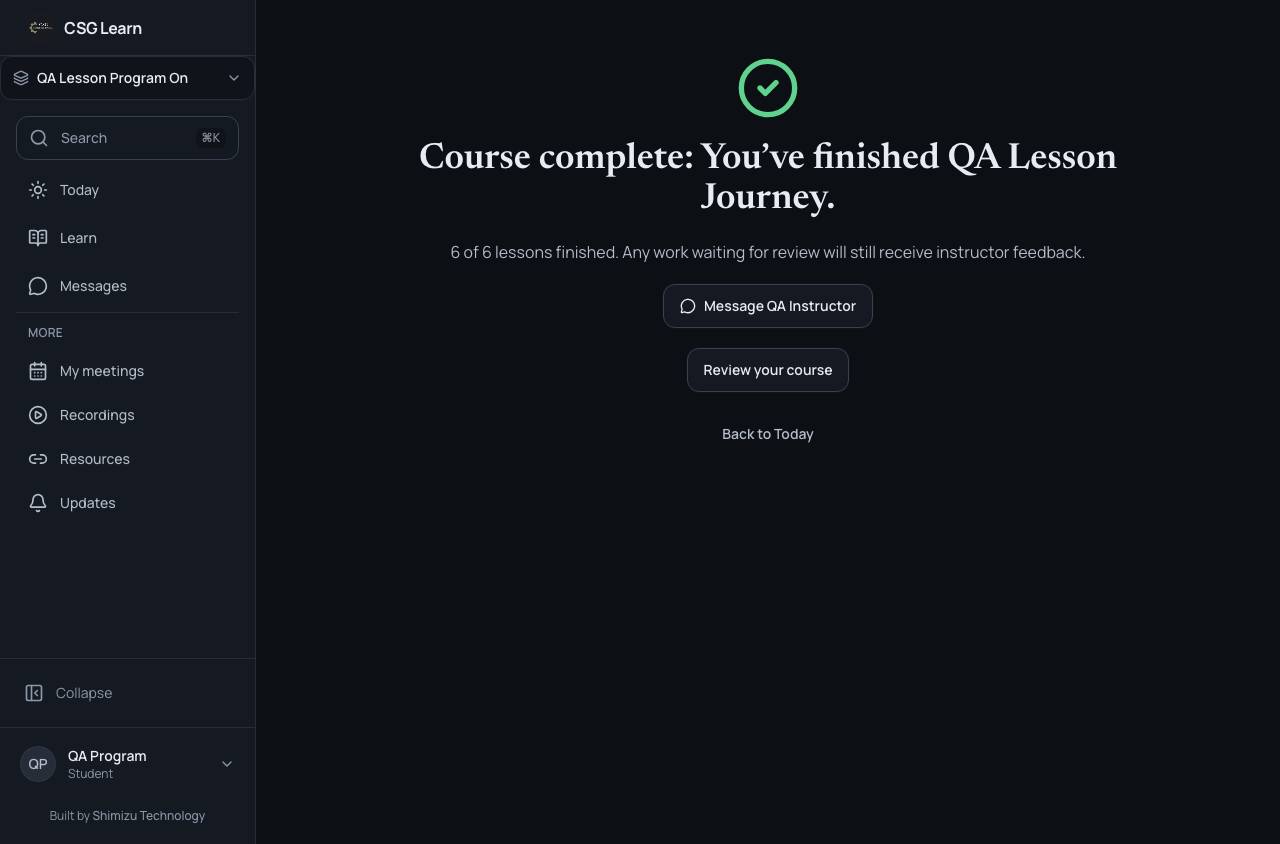 CSG Learn
QA Lesson Program On
Search
⌘K
Today
Learn
Messages
MORE
My meetings
Recordings
Resources
Updates
Collapse
QP
QA Program
Student
Built by Shimizu Technology
Course complete: You’ve finished QA Lesson
Journey.
6 of 6 lessons finished. Any work waiting for review will still receive instructor feedback.
Message QA Instructor
Review your course
Back to Today